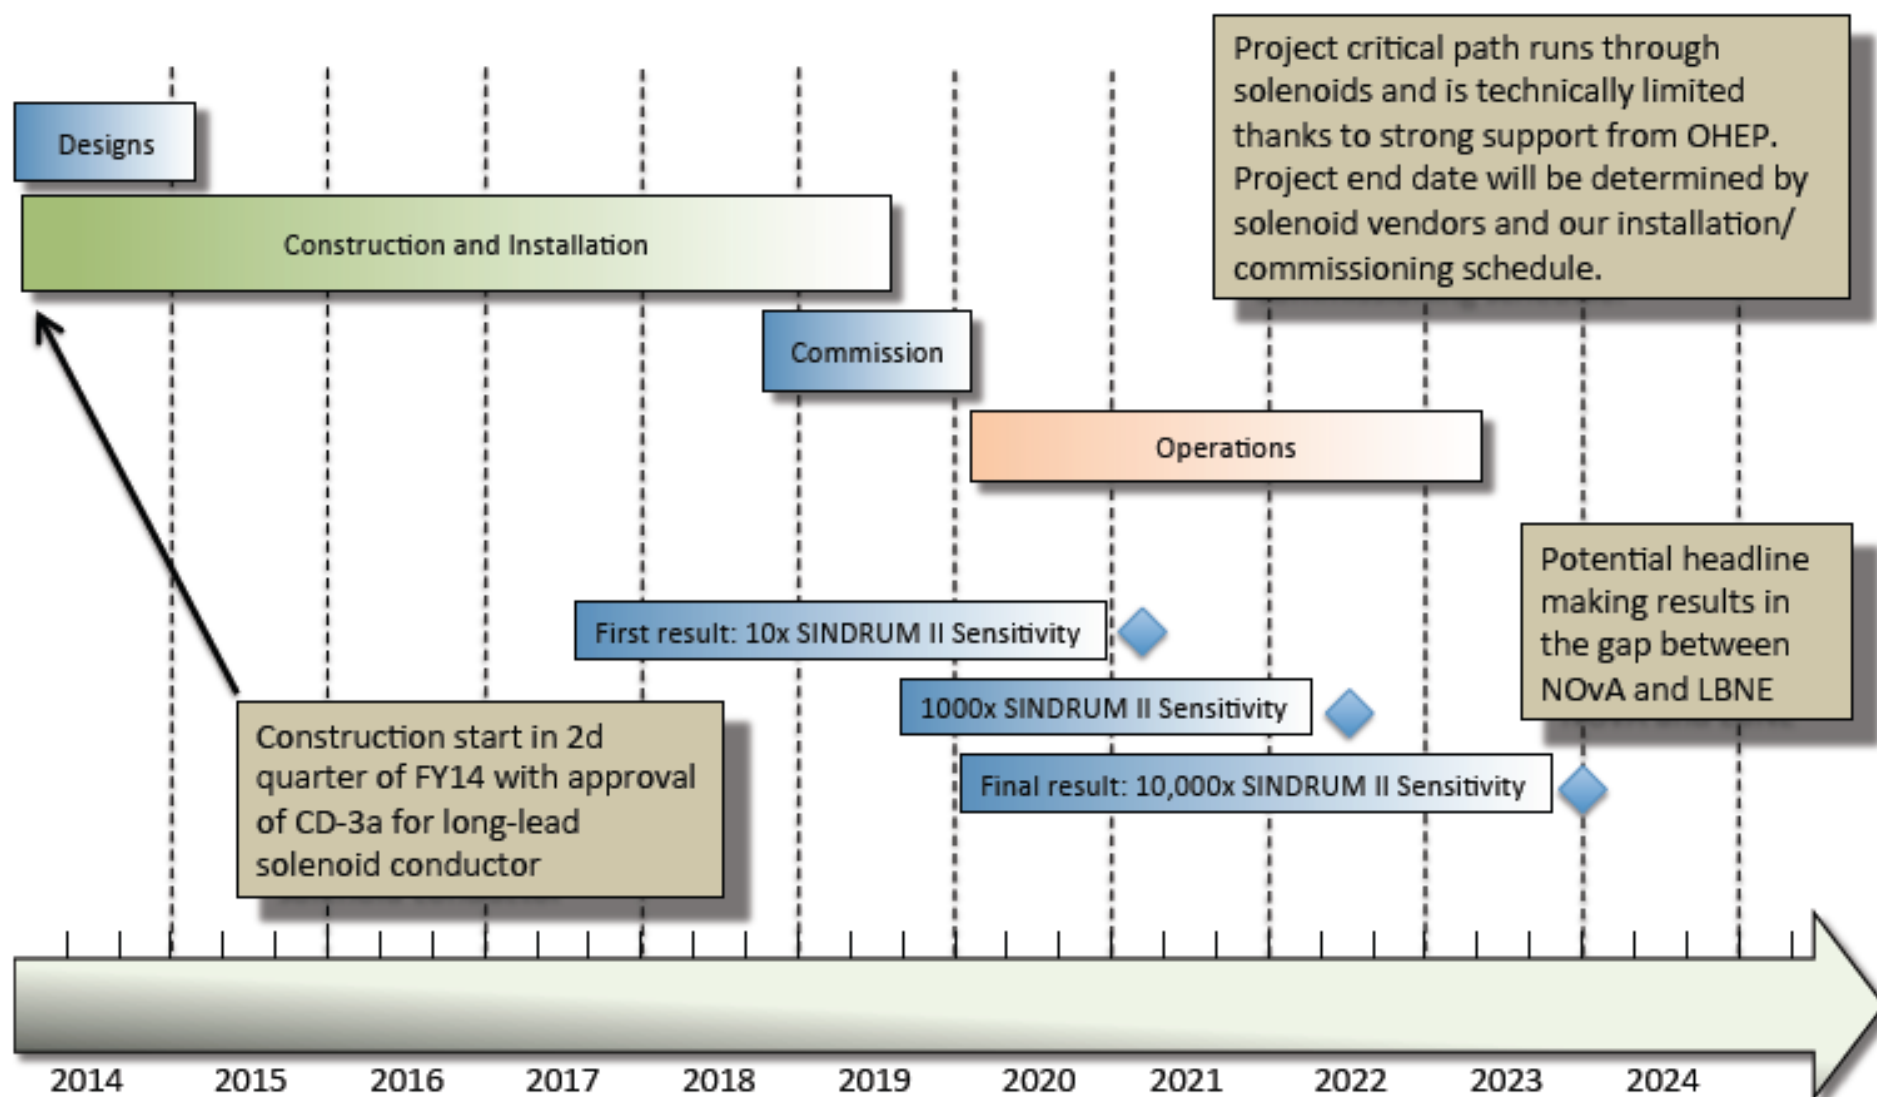 Project critical path runs through
solenoids and is technically limited
thanks to strong support from OHEP.
Project end date will be determined by
solenoid vendors and our installation/
commissioning schedule.
Designs
Construction and Installation
Commission
Operations
Potential headline
making results in
the gap between
NOvA and LBNE
First result: 10x SINDRUM II Sensitivity
1000x SINDRUM II Sensitivity
Final result: 10,000x SINDRUM II Sensitivity
Construction start in 2d
quarter of FY14 with approval
of CD-3a for long-lead
solenoid conductor
2014 2015 2016 2017 2018 2019 2020 2021 2022 2023 2024